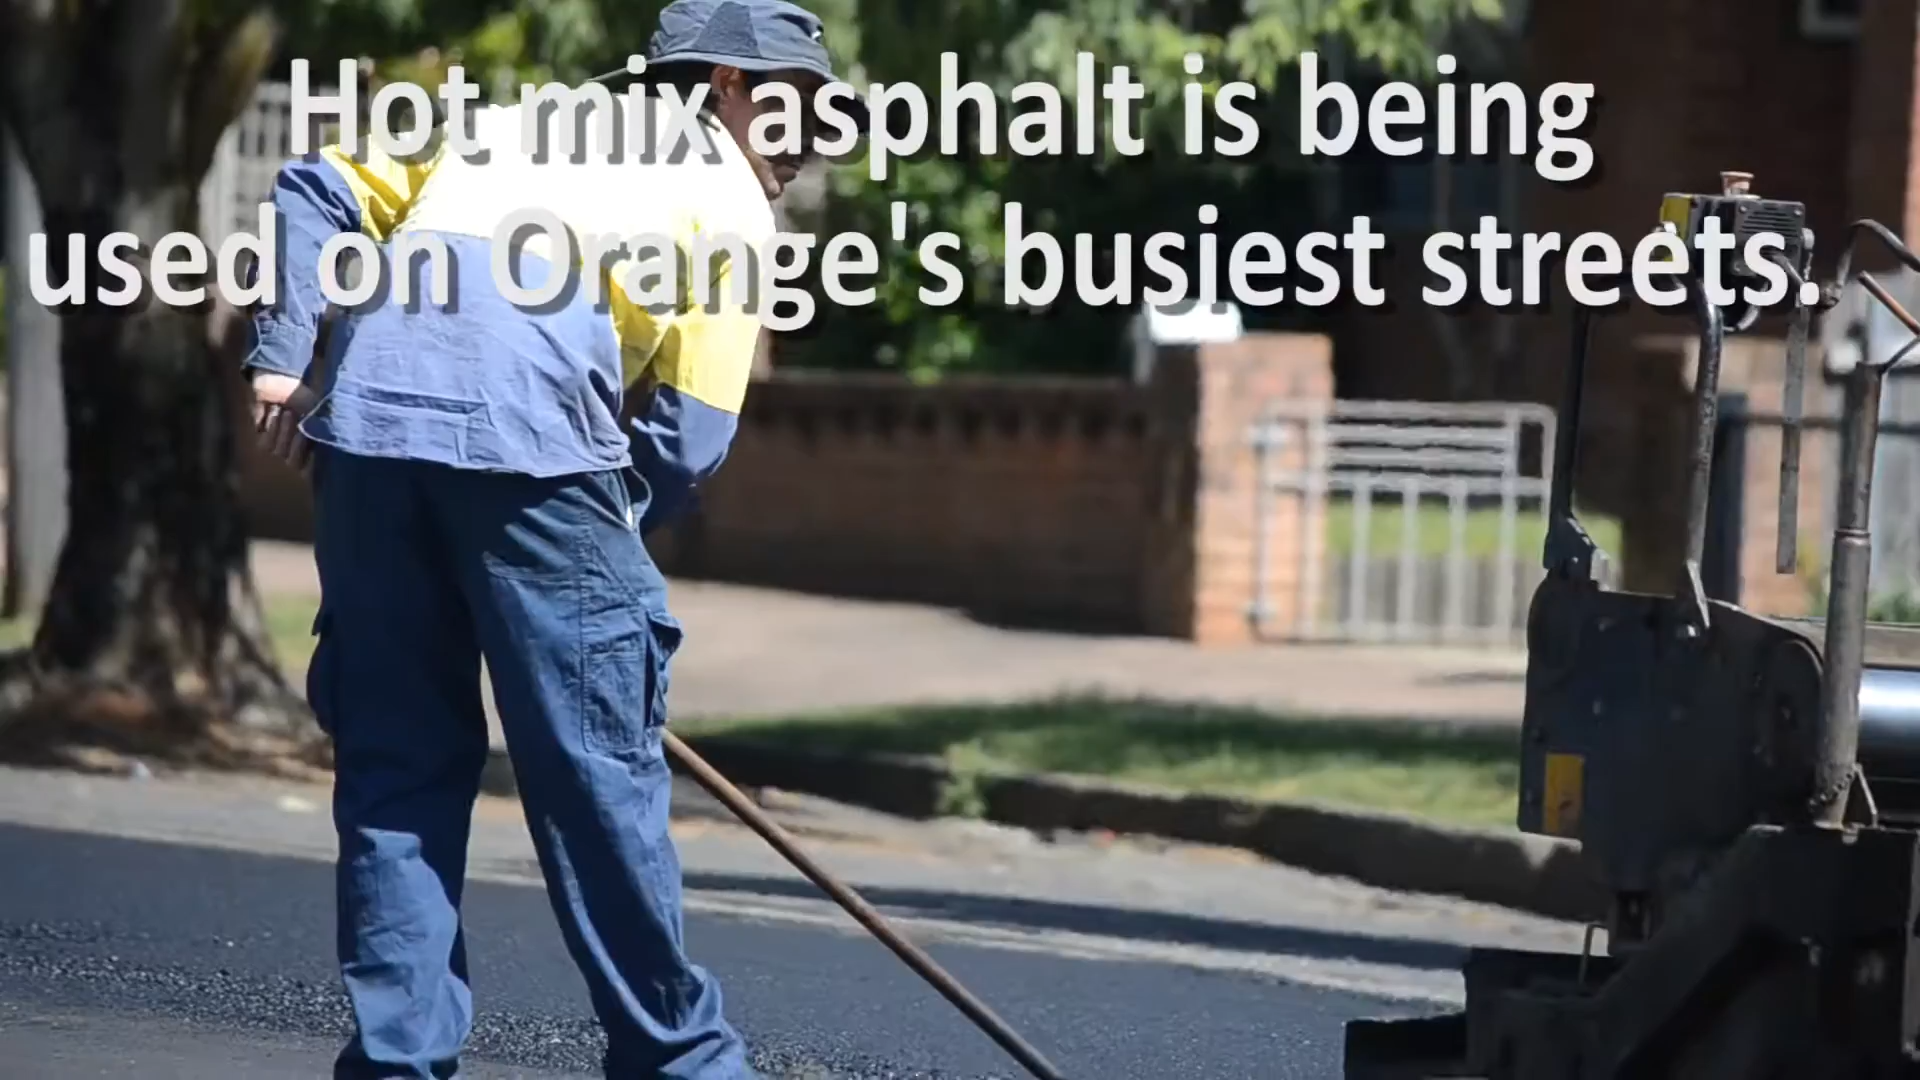 Hot mix asphalt is being
used on Orange's busiest streets.